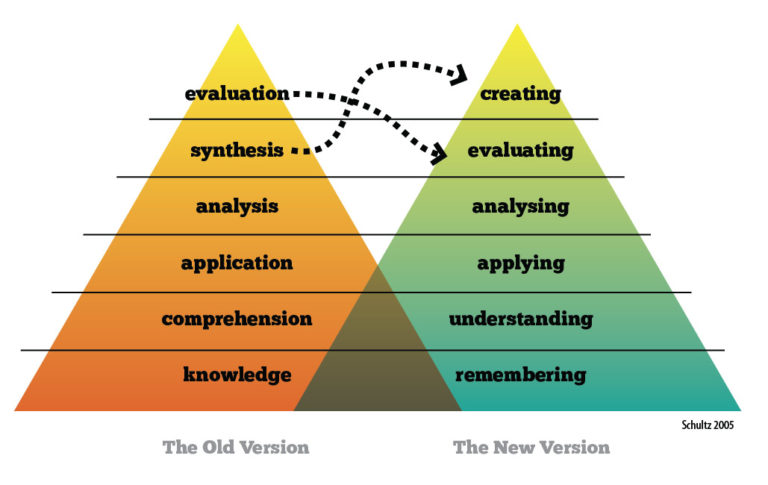 evaluation
creating
synthesis
evaluating
analysis
analysing
application
applying
comprehension
understanding
knowledge
remembering
Schultz 2005
The Old Version
The New Version